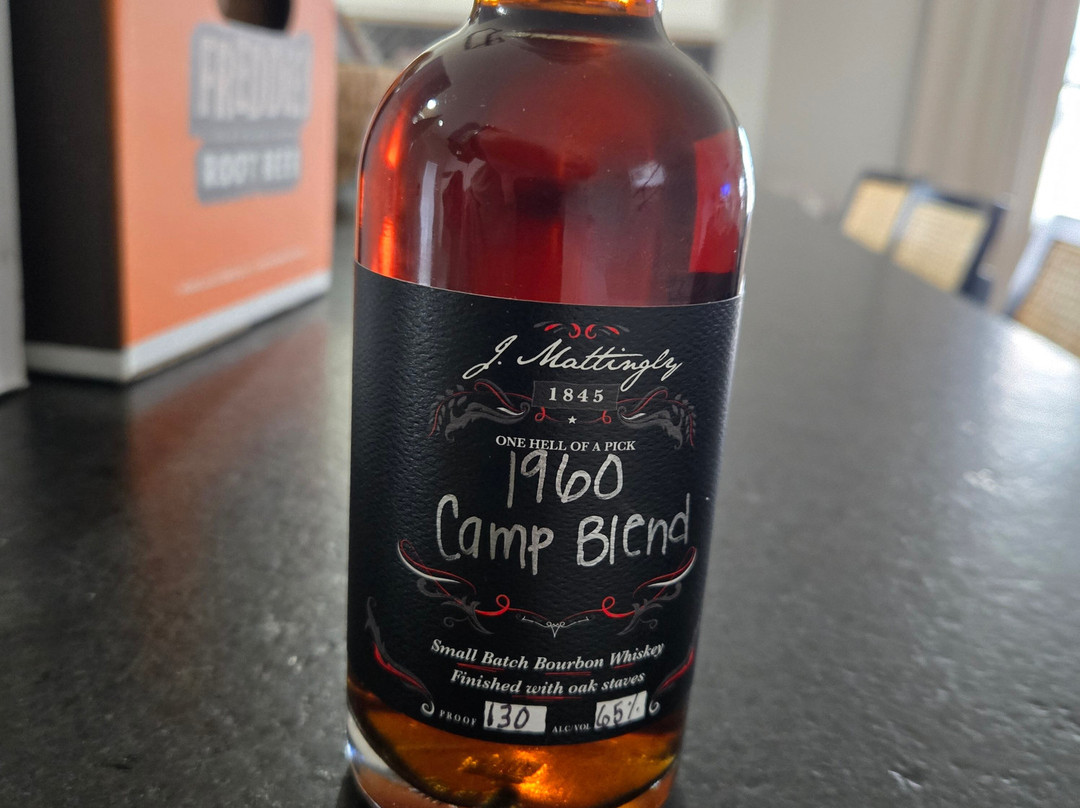 FREDDIES
ROOT BEER
J. Mattingly
1845
ONE HELL OF A PICK
1960
Camp Blend
Small Batch Bourbon Whiskey
Finished with oak staves
PROOF 130 ALC/VOL 65%